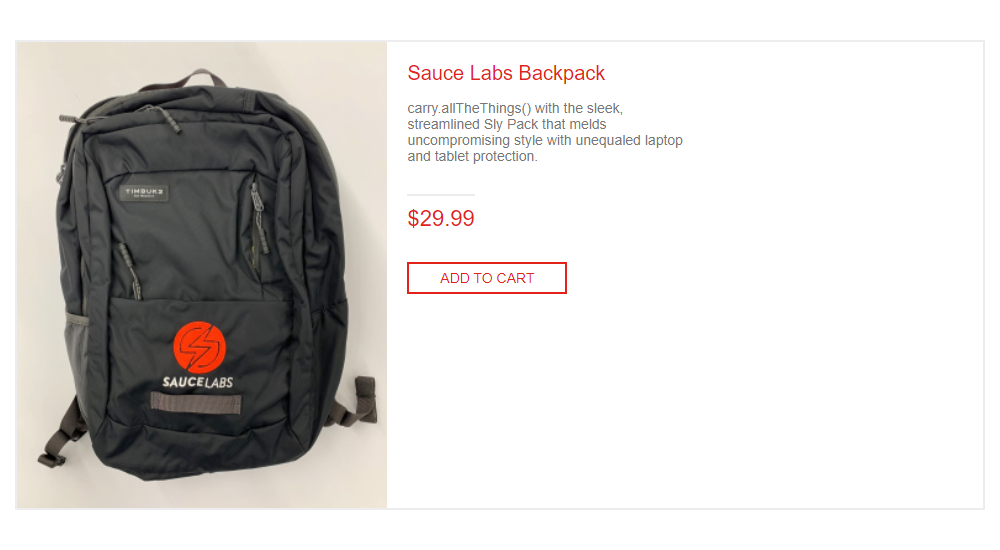 Sauce Labs Backpack
carry.allTheThings() with the sleek,
streamlined Sly Pack that melds
uncompromising style with unequaled laptop
and tablet protection.
$29.99
ADD TO CART
TIMBUK2
SAUCELABS